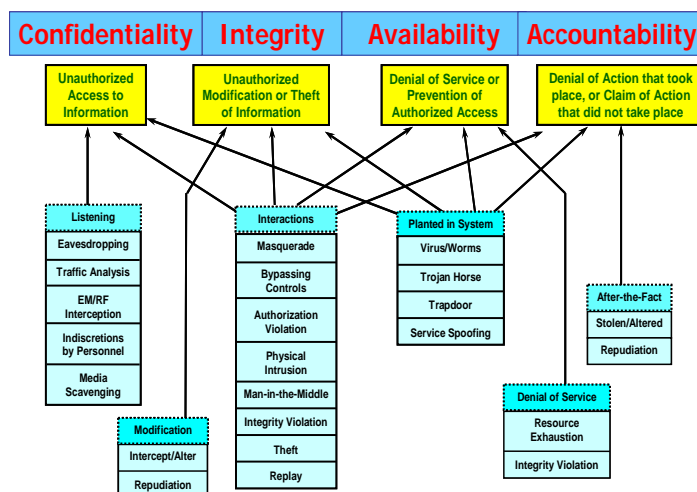 Confidentiality Integrity Availability Accountability
Unauthorized
Access to
Information
Unauthorized
Modification or Theft
of Information
Denial of Service or
Prevention of
Authorized Access
Denial of Action that took
place, or Claim of Action
that did not take place
Listening
Eavesdropping
Traffic Analysis
EM/RF
Interception
Indiscretions
by Personnel
Media
Scavenging
Modification
Intercept/Alter
Repudiation
Interactions
Masquerade
Bypassing
Controls
Authorization
Violation
Physical
Intrusion
Man-in-the-Middle
Integrity Violation
Theft
Replay
Planted in System
Virus/Worms
Trojan Horse
Trapdoor
Service Spoofing
Denial of Service
Resource
Exhaustion
Integrity Violation
After-the-Fact
Stolen/Altered
Repudiation